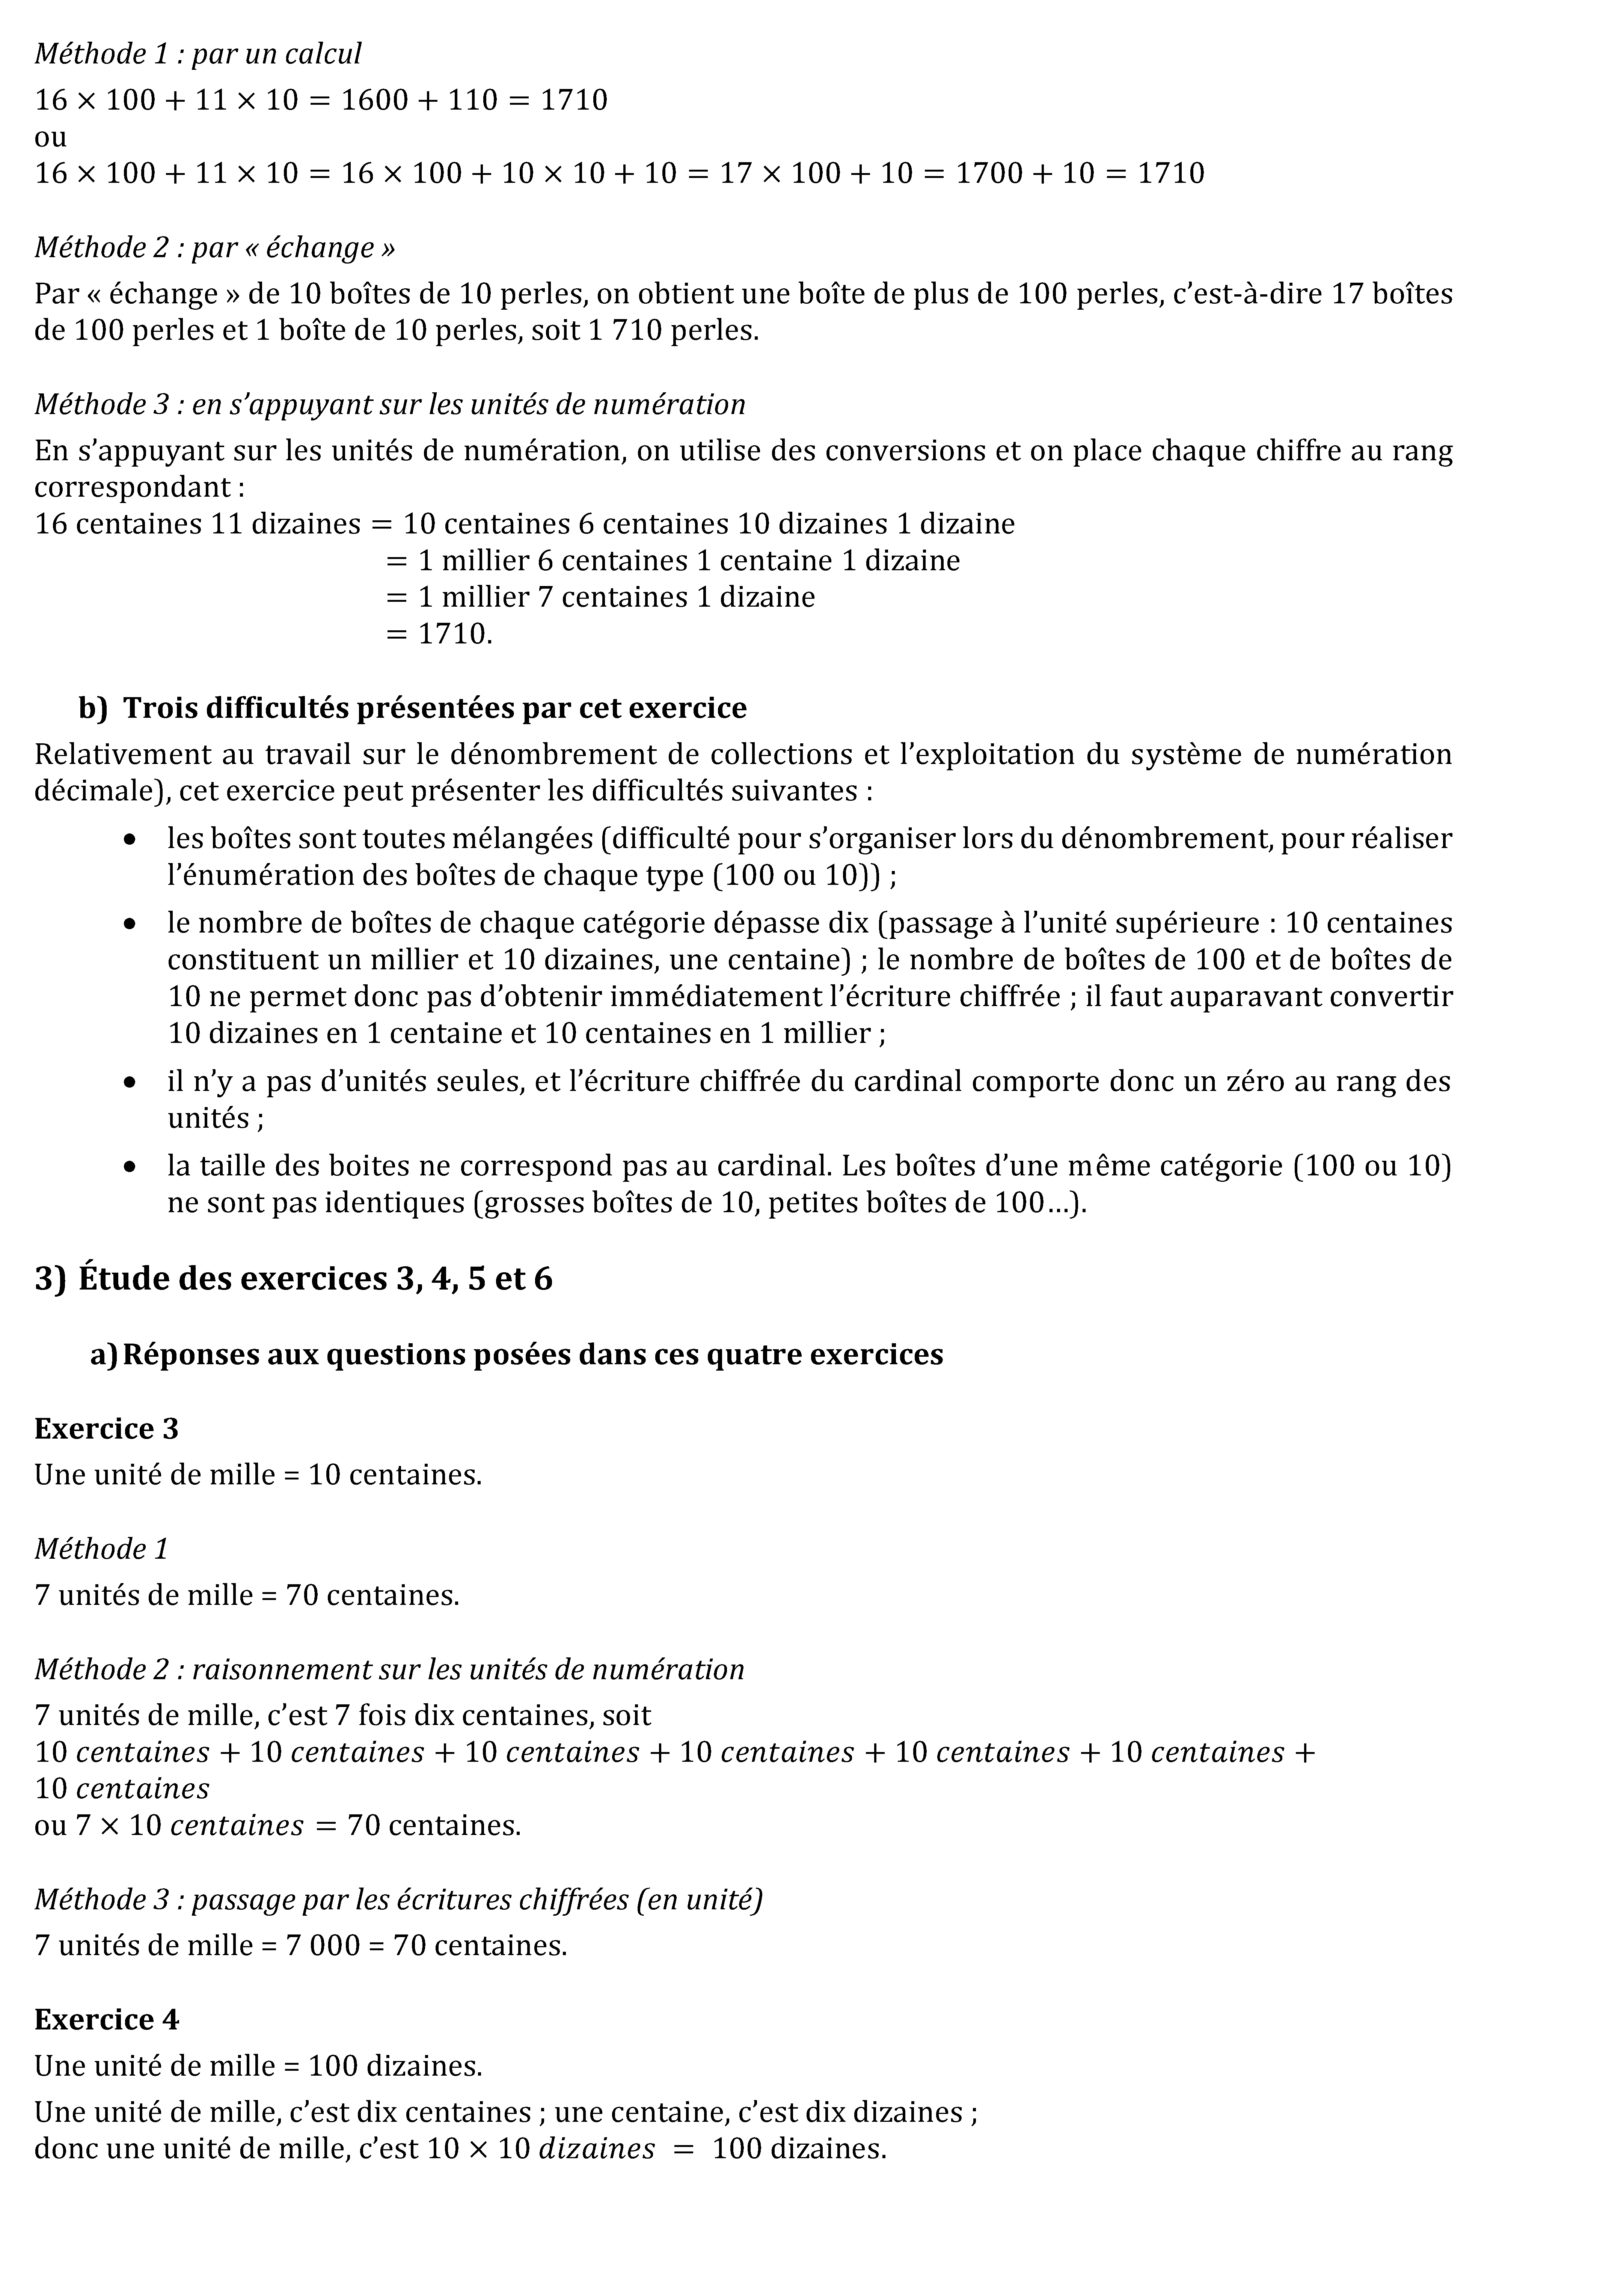 Méthode 1 : par un calcul
16 × 100 + 11 × 10 = 1600 + 110 = 1710
ou
16 × 100 + 11 × 10 = 16 × 100 + 10 × 10 + 10 = 17 × 100 + 10 = 1700 + 10 = 1710
Méthode 2 : par « échange »
Par « échange » de 10 boîtes de 10 perles, on obtient une boîte de plus de 100 perles, c’est-à-dire 17 boîtes
de 100 perles et 1 boîte de 10 perles, soit 1 710 perles.
Méthode 3 : en s’appuyant sur les unités de numération
En s’appuyant sur les unités de numération, on utilise des conversions et on place chaque chiffre au rang
correspondant :
16 centaines 11 dizaines = 10 centaines 6 centaines 10 dizaines 1 dizaine
= 1 millier 6 centaines 1 centaine 1 dizaine
= 1 millier 7 centaines 1 dizaine
= 1710.
b) Trois difficultés présentées par cet exercice
Relativement au travail sur le dénombrement de collections et l’exploitation du système de numération
décimale), cet exercice peut présenter les difficultés suivantes :
• les boîtes sont toutes mélangées (difficulté pour s’organiser lors du dénombrement, pour réaliser
l’énumération des boîtes de chaque type (100 ou 10)) ;
• le nombre de boîtes de chaque catégorie dépasse dix (passage à l’unité supérieure : 10 centaines
constituent un millier et 10 dizaines, une centaine) ; le nombre de boîtes de 100 et de boîtes de
10 ne permet donc pas d’obtenir immédiatement l’écriture chiffrée ; il faut auparavant convertir
10 dizaines en 1 centaine et 10 centaines en 1 millier ;
• il n’y a pas d’unités seules, et l’écriture chiffrée du cardinal comporte donc un zéro au rang des
unités ;
• la taille des boites ne correspond pas au cardinal. Les boîtes d’une même catégorie (100 ou 10)
ne sont pas identiques (grosses boîtes de 10, petites boîtes de 100…).
3) Étude des exercices 3, 4, 5 et 6
a) Réponses aux questions posées dans ces quatre exercices
Exercice 3
Une unité de mille = 10 centaines.
Méthode 1
7 unités de mille = 70 centaines.
Méthode 2 : raisonnement sur les unités de numération
7 unités de mille, c’est 7 fois dix centaines, soit
10 centaines + 10 centaines + 10 centaines + 10 centaines + 10 centaines + 10 centaines +
10 centaines
ou 7 × 10 centaines = 70 centaines.
Méthode 3 : passage par les écritures chiffrées (en unité)
7 unités de mille = 7 000 = 70 centaines.
Exercice 4
Une unité de mille = 100 dizaines.
Une unité de mille, c’est dix centaines ; une centaine, c’est dix dizaines ;
donc une unité de mille, c’est 10 × 10 dizaines = 100 dizaines.